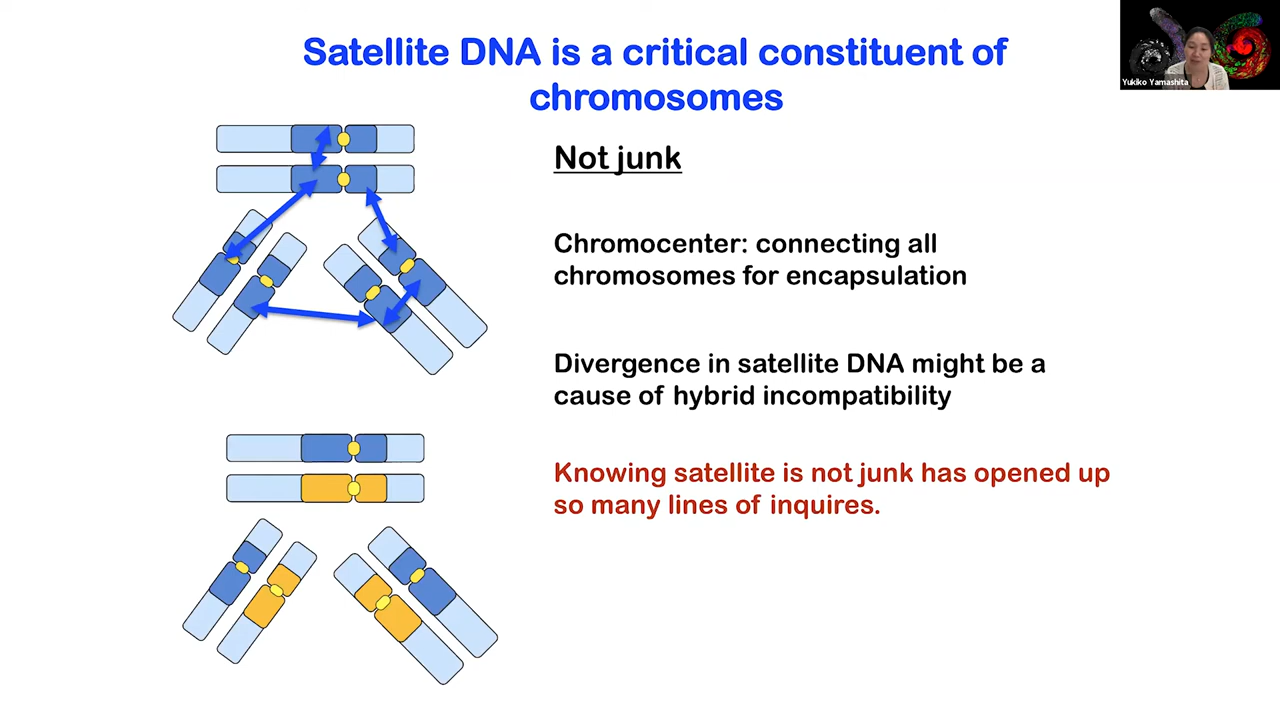 Satellite DNA is a critical constituent of
chromosomes
Yukiko Yamashita
Not junk
Chromocenter: connecting all
chromosomes for encapsulation
Divergence in satellite DNA might be a
cause of hybrid incompatibility
Knowing satellite is not junk has opened up
so many lines of inquires.